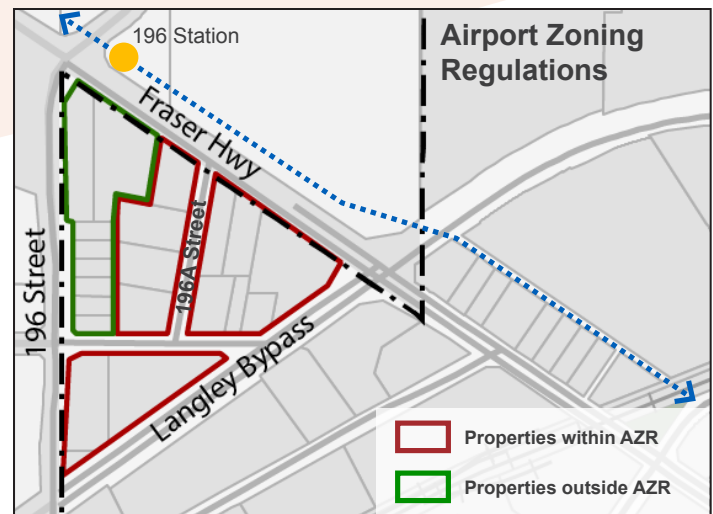 196 Station
Airport Zoning
Regulations
Fraser Hwy
196A Street
196 Street
Langley Bypass
Properties within AZR
Properties outside AZR